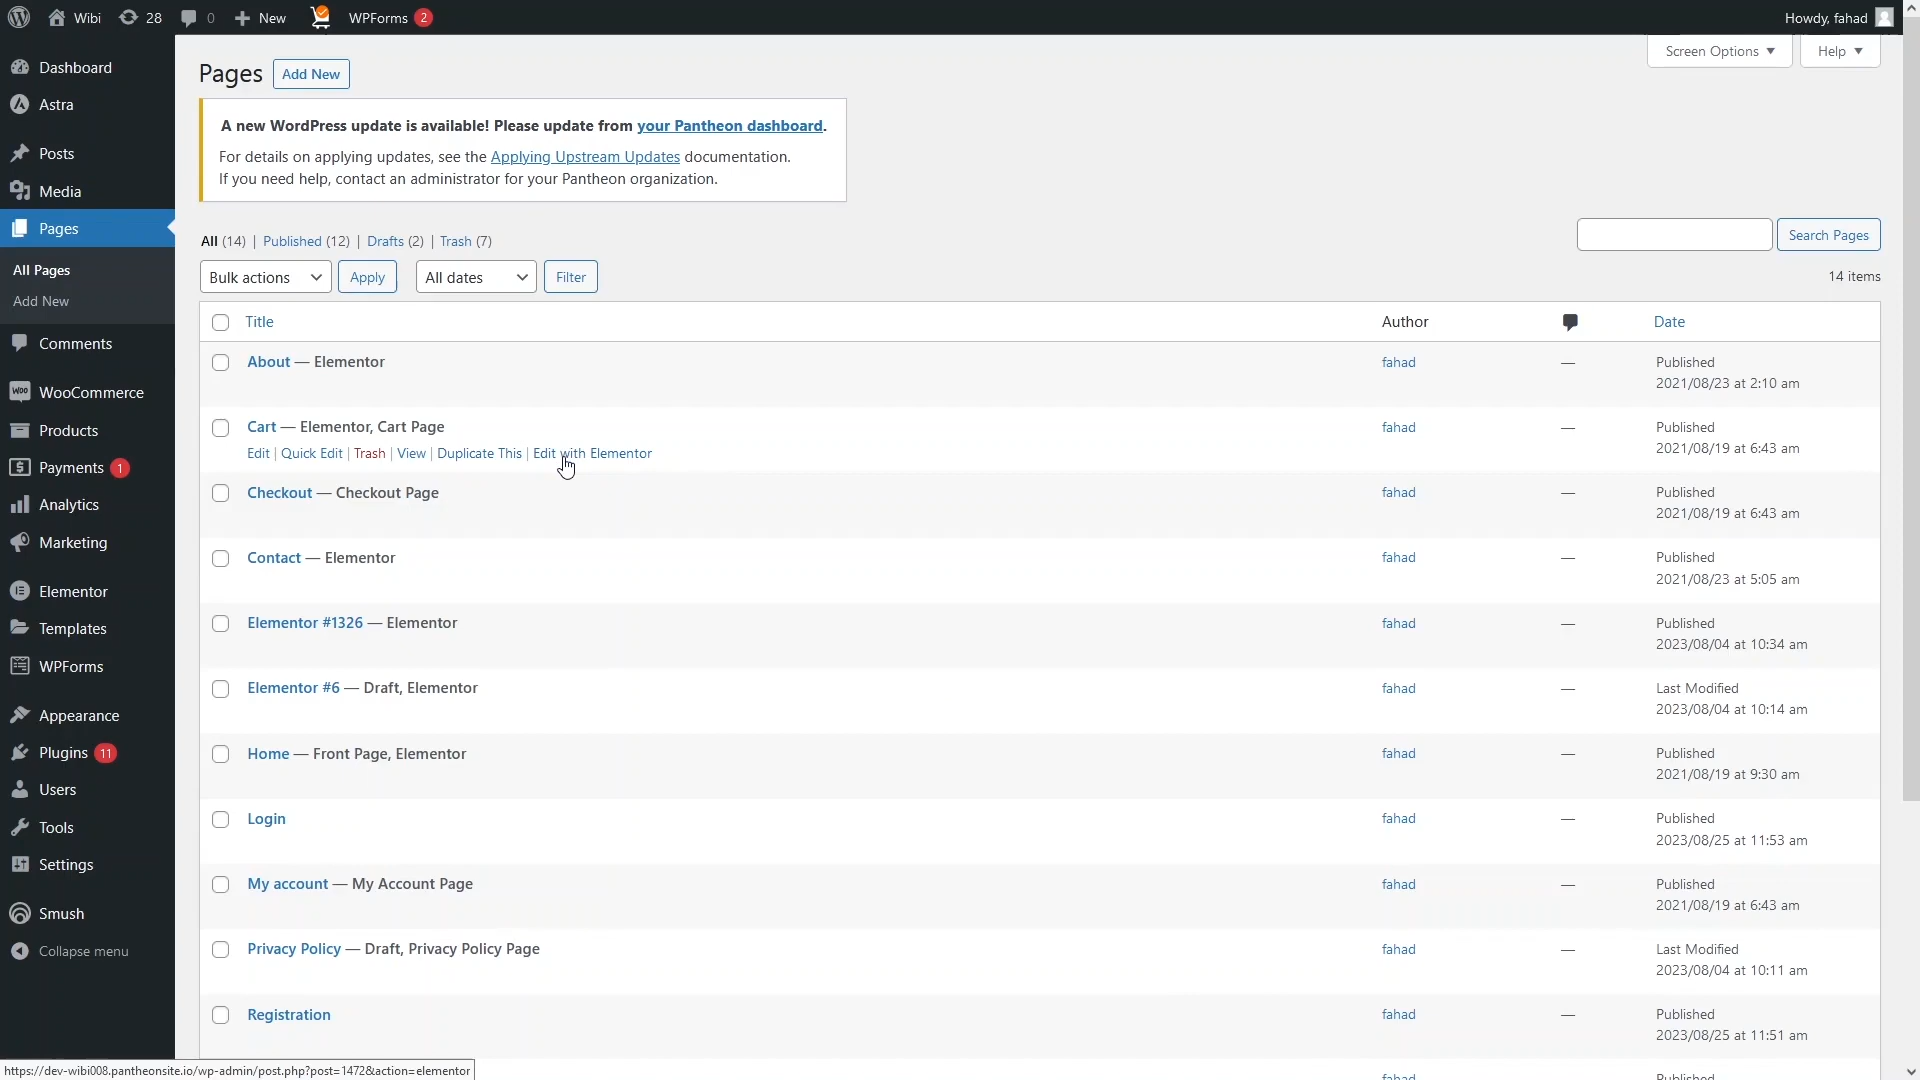 Wibi 28 0 New WPForms 2 Howdy, fahad
Dashboard
Astra
Posts
Media
Pages
All Pages
Add New
Comments
WooCommerce
Products
Payments 1
Analytics
Marketing
Elementor
Templates
WPForms
Appearance
Plugins 11
Users
Tools
Settings
Smush
Collapse menu
Screen Options Help
Pages Add New
A new WordPress update is available! Please update from your Pantheon dashboard.
For details on applying updates, see the Applying Upstream Updates documentation.
If you need help, contact an administrator for your Pantheon organization.
All (14) | Published (12) | Drafts (2) | Trash (7)
Search Pages
Bulk actions Apply All dates Filter
14 items
Title Author Date
About — Elementor fahad — Published
2021/08/23 at 2:10 am
Cart — Elementor, Cart Page fahad — Published
2021/08/19 at 6:43 am
Edit | Quick Edit | Trash | View | Duplicate This | Edit with Elementor
Checkout — Checkout Page fahad — Published
2021/08/19 at 6:43 am
Contact — Elementor fahad — Published
2021/08/23 at 5:05 am
Elementor #1326 — Elementor fahad — Published
2023/08/04 at 10:34 am
Elementor #6 — Draft, Elementor fahad — Last Modified
2023/08/04 at 10:14 am
Home — Front Page, Elementor fahad — Published
2021/08/19 at 9:30 am
Login fahad — Published
2023/08/25 at 11:53 am
My account — My Account Page fahad — Published
2021/08/19 at 6:43 am
Privacy Policy — Draft, Privacy Policy Page fahad — Last Modified
2023/08/04 at 10:11 am
Registration fahad — Published
2023/08/25 at 11:51 am
fahad Published
https://dev-wibi008.pantheonsite.io/wp-admin/post.php?post=1472&action=elementor